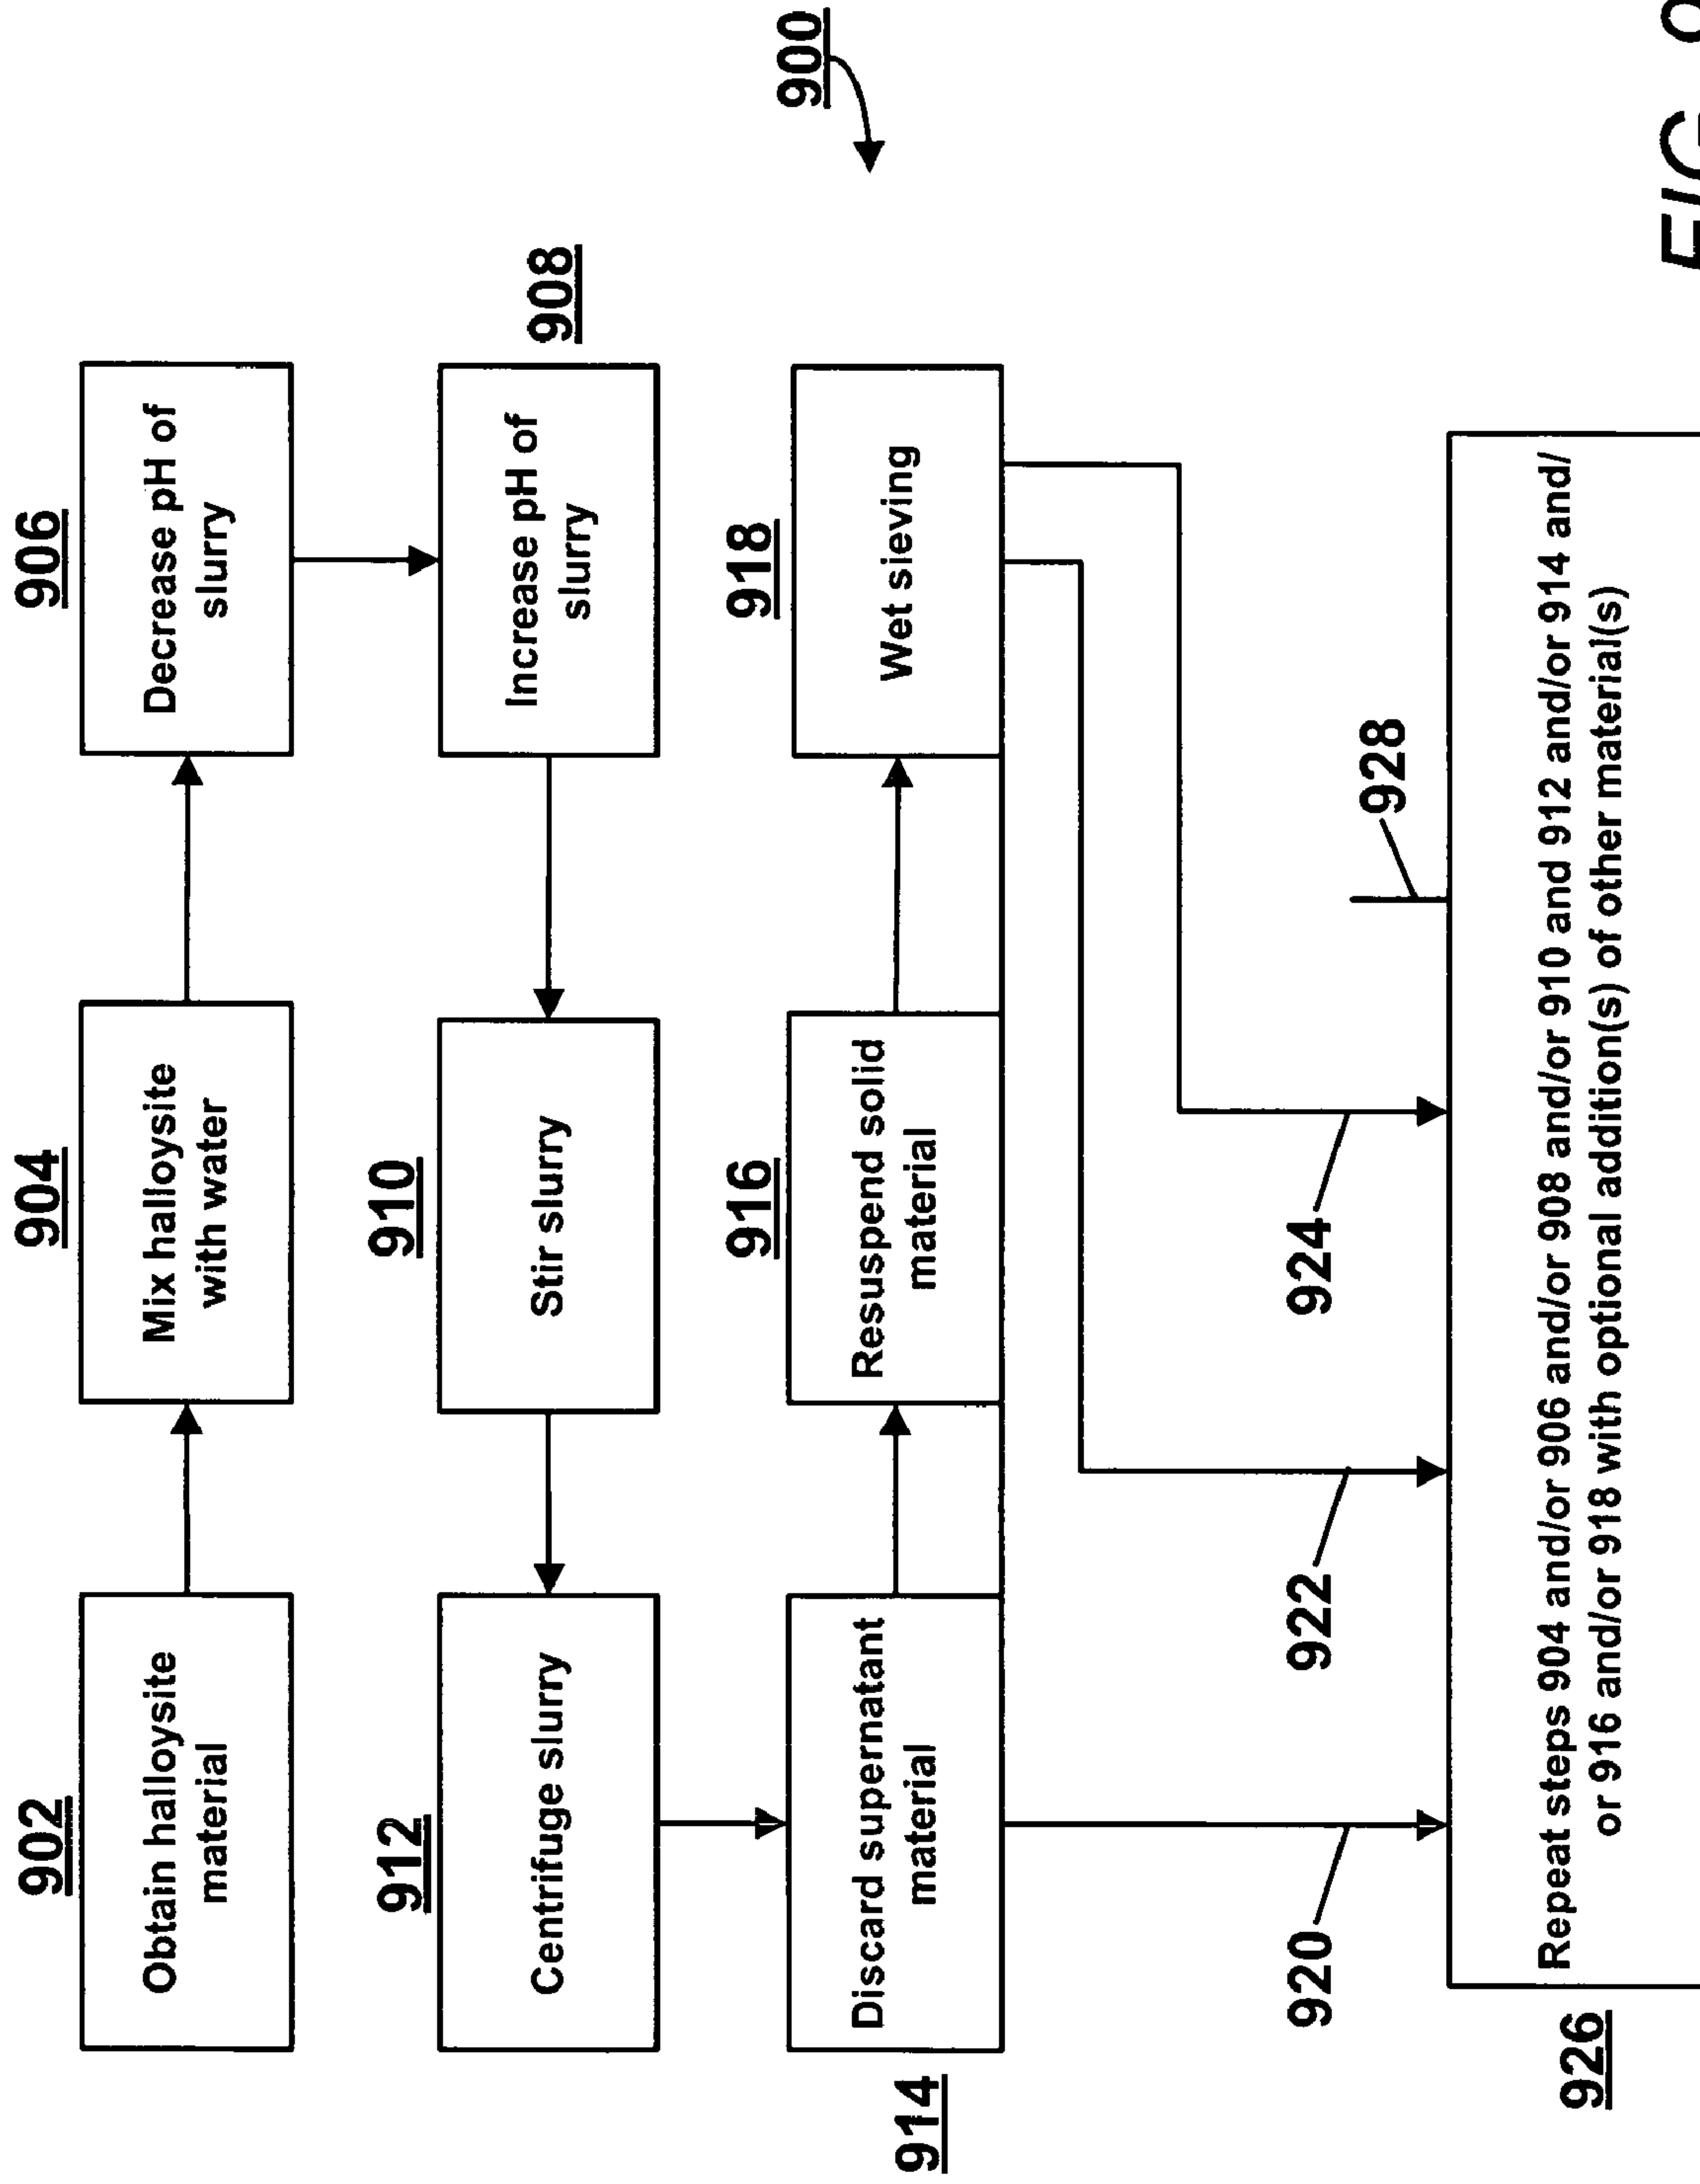 902
Obtain halloysite
material
904
Mix halloysite
with water
906
Decrease pH of
slurry
908
Increase pH of
slurry
910
Stir slurry
912
Centrifuge slurry
914
Discard supernatant
material
916
Resuspend solid
material
918
Wet sieving
900
920
922
924
928
926
Repeat steps 904 and/or 906 and/or 908 and/or 910 and 912 and/or 914 and/
or 916 and/or 918 with optional addition(s) of other material(s)
FIG.